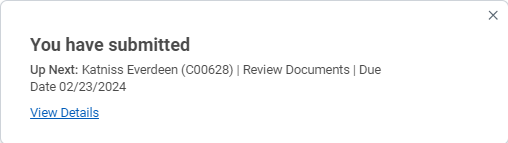 You have submitted
Up Next: Katniss Everdeen (C00628) | Review Documents | Due
Date 02/23/2024
View Details